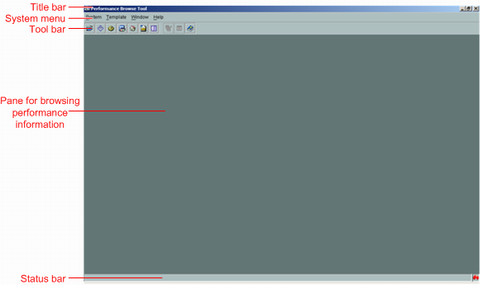 Title bar
Performance Browse Tool
System menu
System Template Window Help
Tool bar
Pane for browsing
performance
information
Status bar